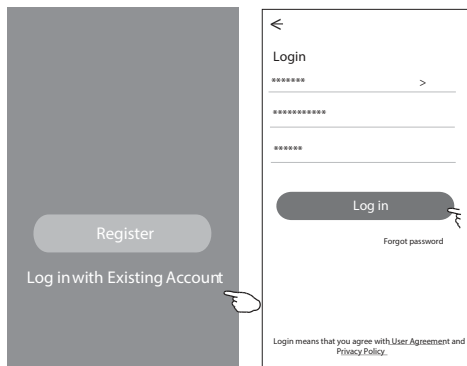 Register
Log in with Existing Account
Login
*******
>
***********
******
Log in
Forgot password
Login means that you agree with User Agreement and
Privacy Policy